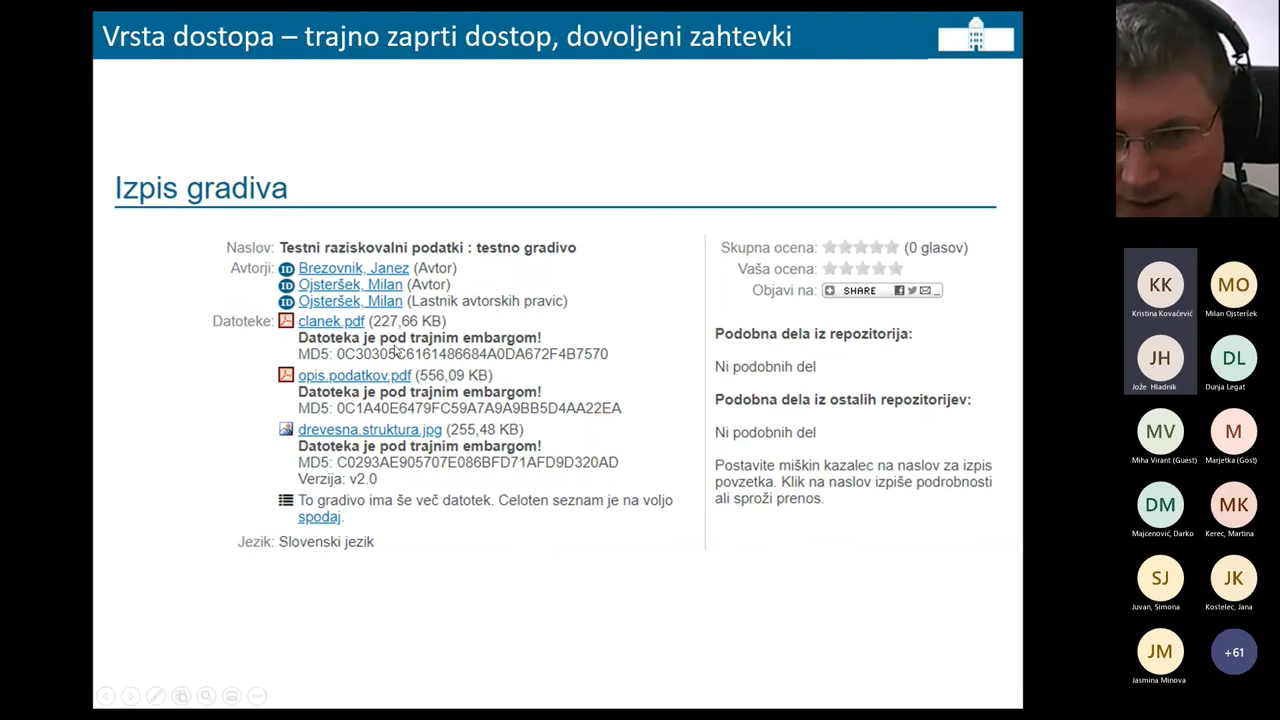 Vrsta dostopa – trajno zaprti dostop, dovoljeni zahtevki
Izpis gradiva
Naslov: Testni raziskovalni podatki : testno gradivo
Avtorji: ID Brezovnik, Janez (Avtor)
ID Ojsteršek, Milan (Avtor)
ID Ojsteršek, Milan (Lastnik avtorskih pravic)
Datoteke: clanek.pdf (227,66 KB)
Datoteka je pod trajnim embargom!
MD5: 0C30305C6161486684A0DA672F4B7570
opis.podatkov.pdf (556,09 KB)
Datoteka je pod trajnim embargom!
MD5: 0C1A40E6479FC59A7A9A9BB5D4AA22EA
drevesna.struktura.jpg (255,48 KB)
Datoteka je pod trajnim embargom!
MD5: C0293AE905707E086BFD71AFD9D320AD
Verzija: v2.0
To gradivo ima še več datotek. Celoten seznam je na voljo
spodaj.
Jezik: Slovenski jezik
Skupna ocena: (0 glasov)
Vaša ocena:
Objavi na: SHARE
Podobna dela iz repozitorija:
Ni podobnih del
Podobna dela iz ostalih repozitorijev:
Ni podobnih del
Postavite miškin kazalec na naslov za izpis
povzetka. Klik na naslov izpiše podrobnosti
ali sproži prenos.
KK
Kristina Kovačević
MO
Milan Ojsteršek
JH
Jože Hladnik
DL
Dunja Legat
MV
Miha Virant (Guest)
M
Marjetka (Gost)
DM
Majcenović, Darko
MK
Kerec, Martina
SJ
Juvan, Simona
JK
Kostelec, Jana
JM
Jasmina Minova
+61